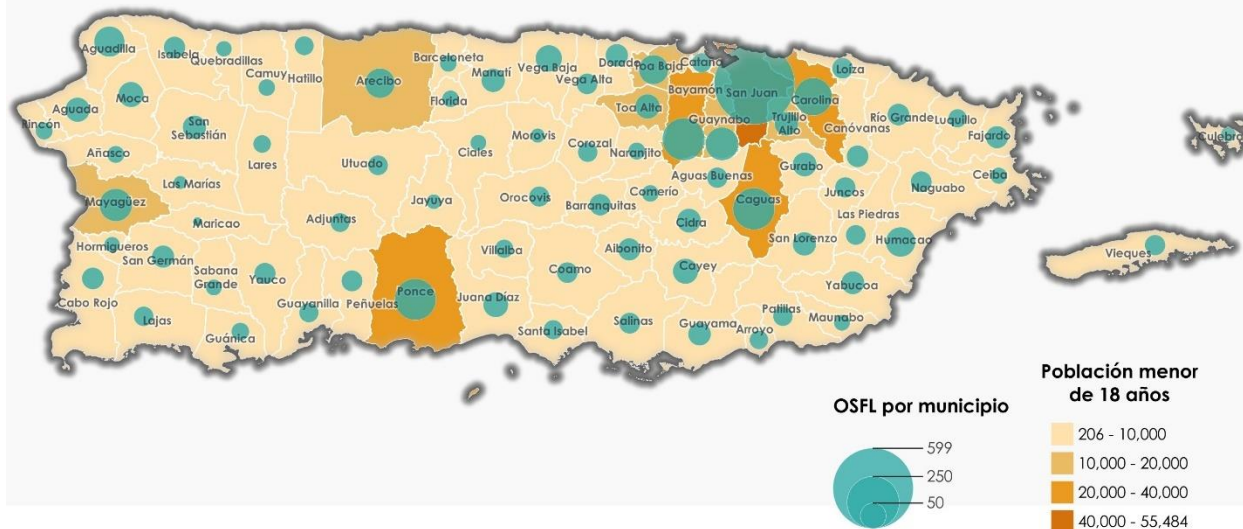 Aguadilla
Isabela
Quebradillas
Camuy
Hatillo
Arecibo
Barceloneta
Manatí
Florida
Vega Baja
Vega Alta
Dorado
Toa Baja
Cataño
Toa Alta
Bayamón
San Juan
Guaynabo
Trujillo
Alto
Carolina
Loíza
Canóvanas
Río Grande
Luquillo
Fajardo
Culebra
Rincón
Aguada
Moca
San
Sebastián
Añasco
Lares
Utuado
Ciales
Morovis
Corozal
Naranjito
Aguas Buenas
Gurabo
Juncos
Naguabo
Ceiba
Las Marías
Mayagüez
Maricao
Adjuntas
Jayuya
Orocovis
Barranquitas
Comerío
Cidra
Caguas
Las Piedras
San Lorenzo
Humacao
Vieques
Hormigueros
San Germán
Sabana
Grande
Yauco
Villalba
Coamo
Aibonito
Cayey
Yabucoa
Cabo Rojo
Lajas
Guánica
Guayanilla
Peñuelas
Ponce
Juana Díaz
Santa Isabel
Salinas
Guayama
Arroyo
Patillas
Maunabo
OSFL por municipio
599
250
50
Población menor
de 18 años
206 - 10,000
10,000 - 20,000
20,000 - 40,000
40,000 - 55,484